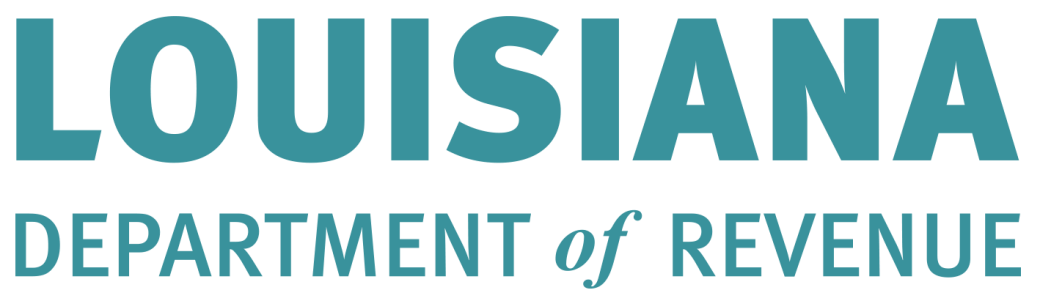 LOUISIANA
DEPARTMENT of REVENUE